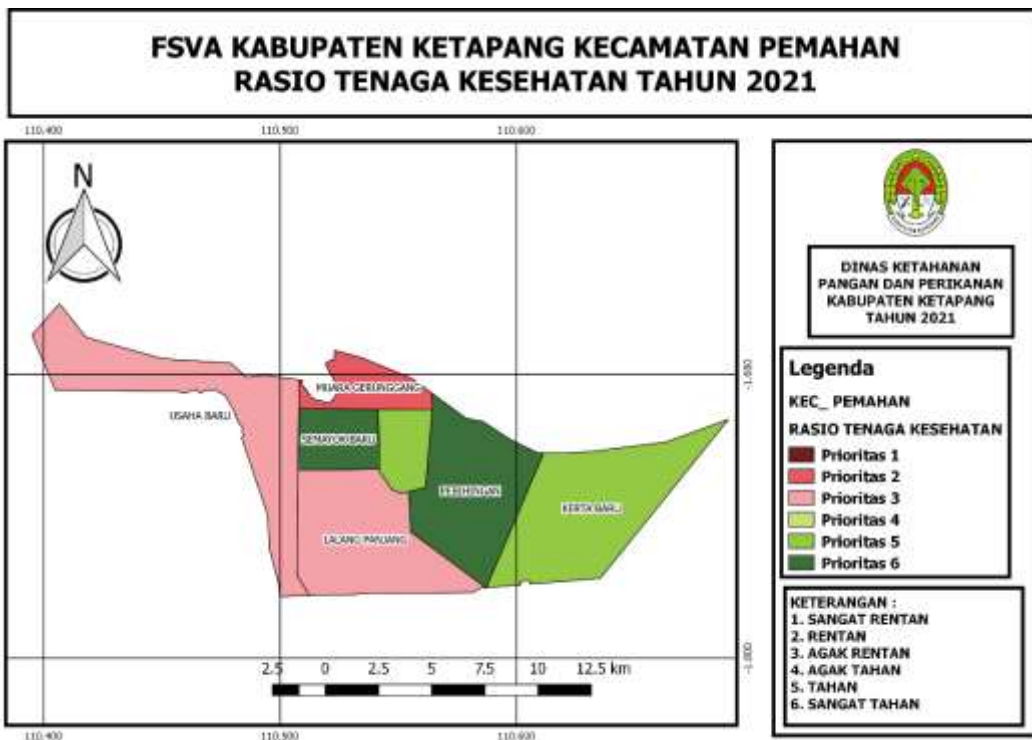 FSVA KABUPATEN KETAPANG KECAMATAN PEMAHAN
RASIO TENAGA KESEHATAN TAHUN 2021
110.400
110.500
110.600
N
MUARA GERUNGGANG
USAHA BARU
SEMAYOK BARU
KERTA BARU
LALANG PANJANG
-1.800
2.5 0 2.5 5 7.5 10 12.5 km
110.400
110.500
110.600
DINAS KETAHANAN
PANGAN DAN PERIKANAN
KABUPATEN KETAPANG
TAHUN 2021
Legenda
KEC_ PEMAHAN
RASIO TENAGA KESEHATAN
Prioritas 1
Prioritas 2
Prioritas 3
Prioritas 4
Prioritas 5
Prioritas 6
KETERANGAN :
1. SANGAT RENTAN
2. RENTAN
3. AGAK RENTAN
4. AGAK TAHAN
5. TAHAN
6. SANGAT TAHAN